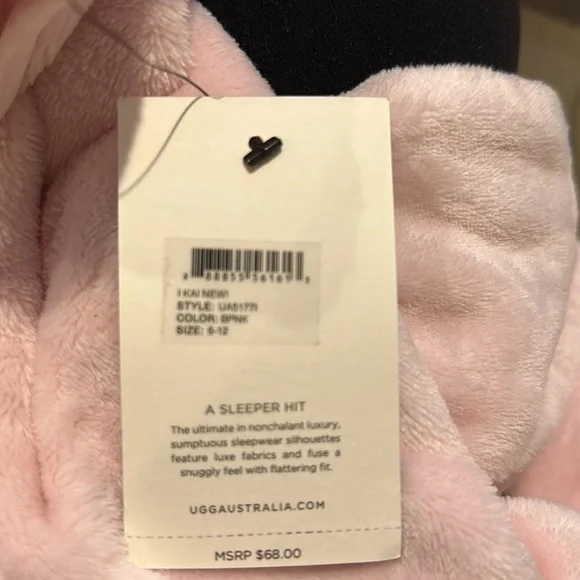 I KAI NEW!
STYLE: UA5177I
COLOR: BPNK
SIZE: 6-12
A SLEEPER HIT
The ultimate in nonchalant luxury,
sumptuous sleepwear silhouettes
feature luxe fabrics and fuse a
snuggly feel with flattering fit.
UGGAUSTRALIA.COM
MSRP $68.00